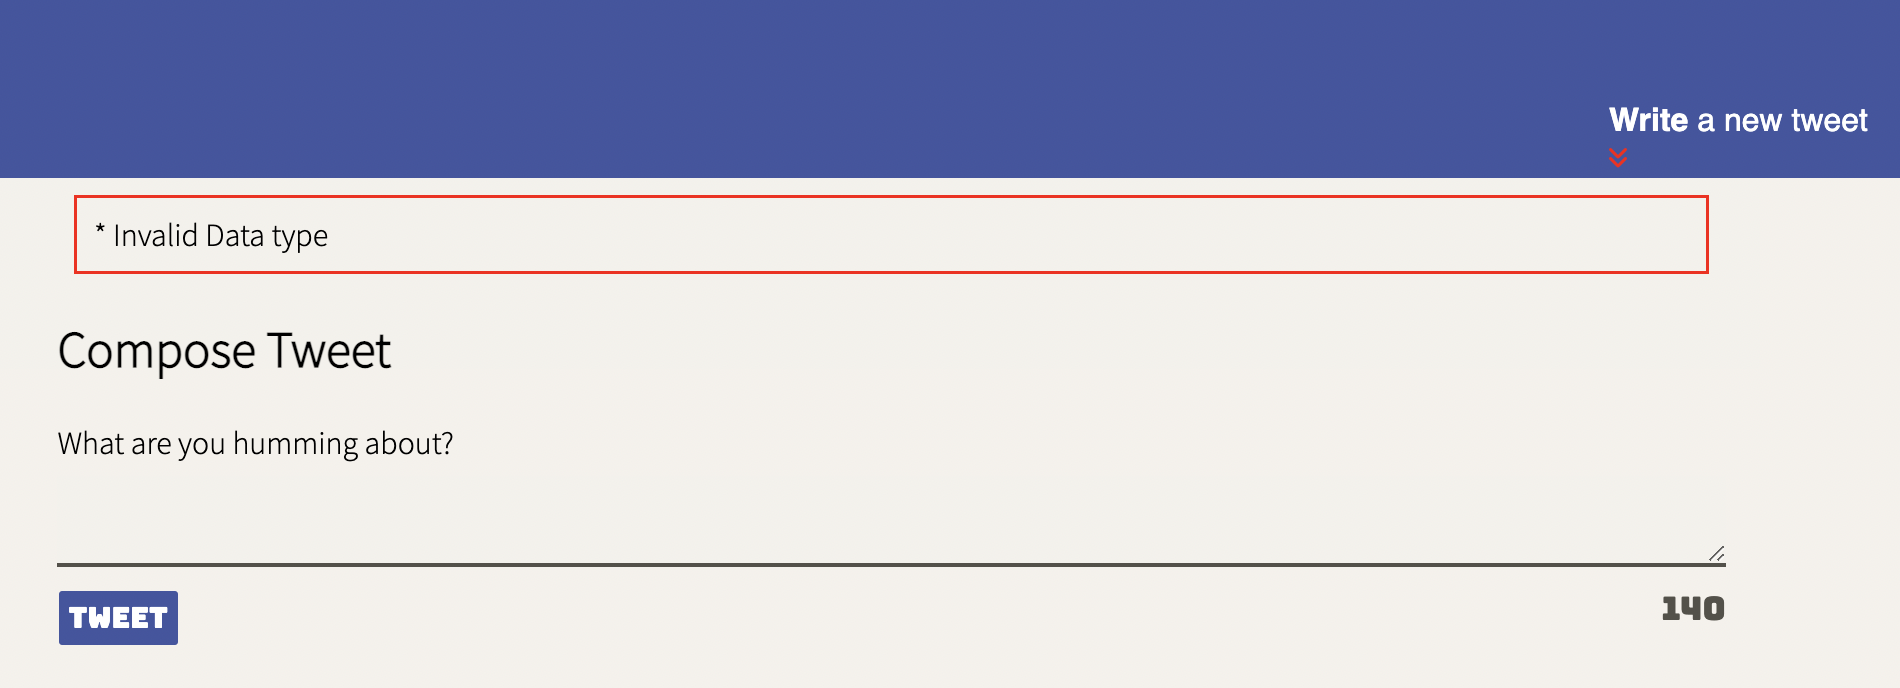 Write a new tweet
* Invalid Data type
Compose Tweet
What are you humming about?
TWEET
140